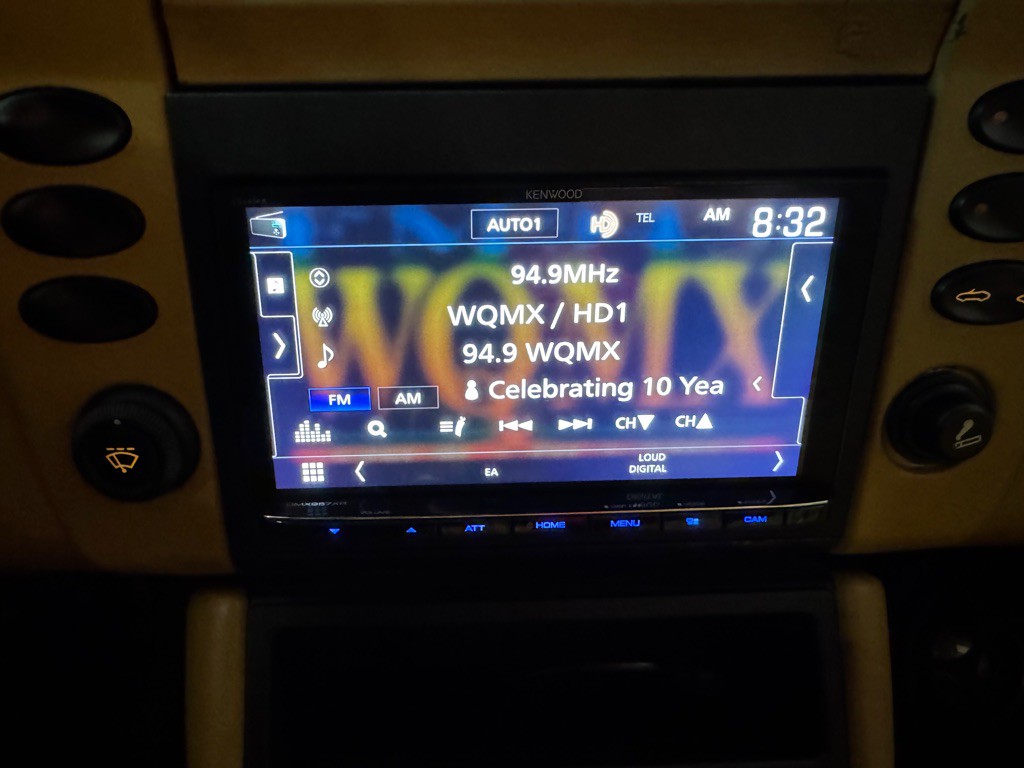 KENWOOD
AUTO1 TEL AM 8:32
94.9MHz
WQMX / HD1
94.9 WQMX
FM AM Celebrating 10 Yea
CH▼ CH▲
EA LOUD
DIGITAL
ATT HOME MENU CAM
WQMX